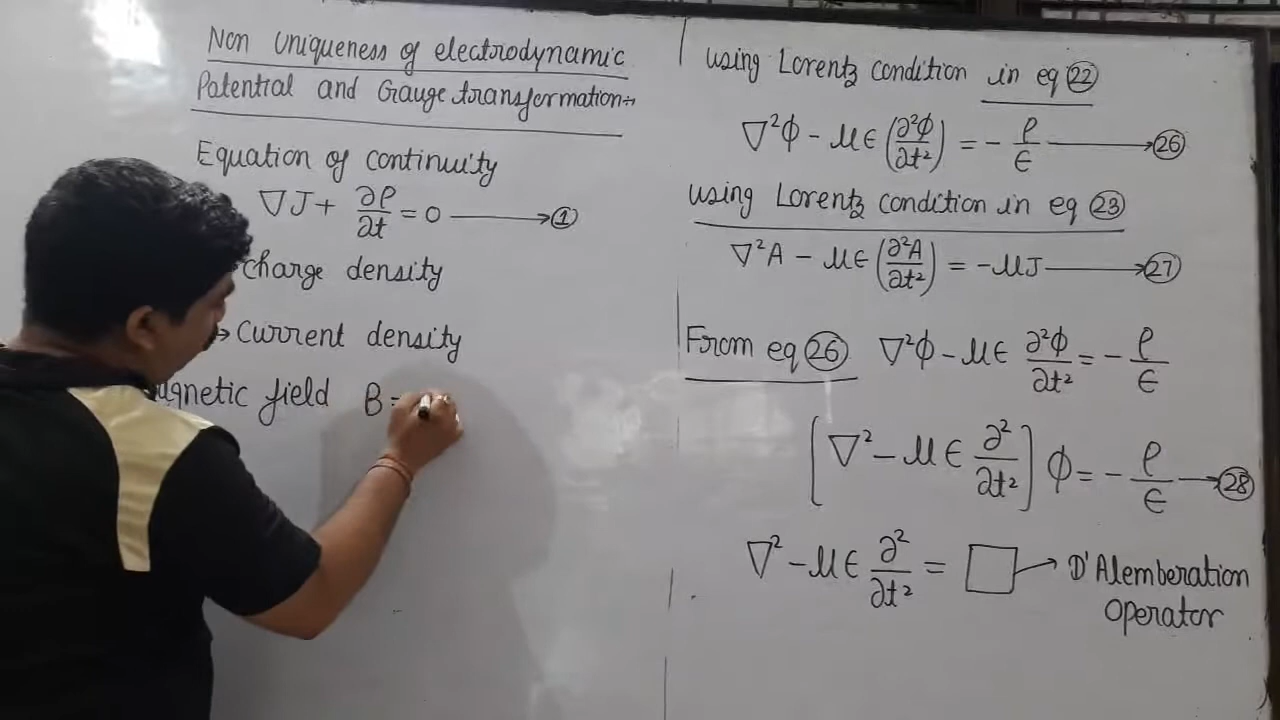 Non Uniqueness of electrodynamic
Potential and Gauge transformation:-
Equation of continuity
∇J + ∂ρ/∂t = 0 → ①
charge density
→ Current density
agnetic field B =
using Lorentz condition in eq ㉒
∇²ϕ - με (∂²ϕ/∂t²) = - ρ/ε → ㉖
using Lorentz condition in eq ㉓
∇²A - με (∂²A/∂t²) = -μJ → ㉗
From eq ㉖ ∇²ϕ - με ∂²ϕ/∂t² = - ρ/ε
[∇² - με ∂²/∂t²] ϕ = - ρ/ε → ㉘
∇² - με ∂²/∂t² = □ → D'Alemberation
Operator